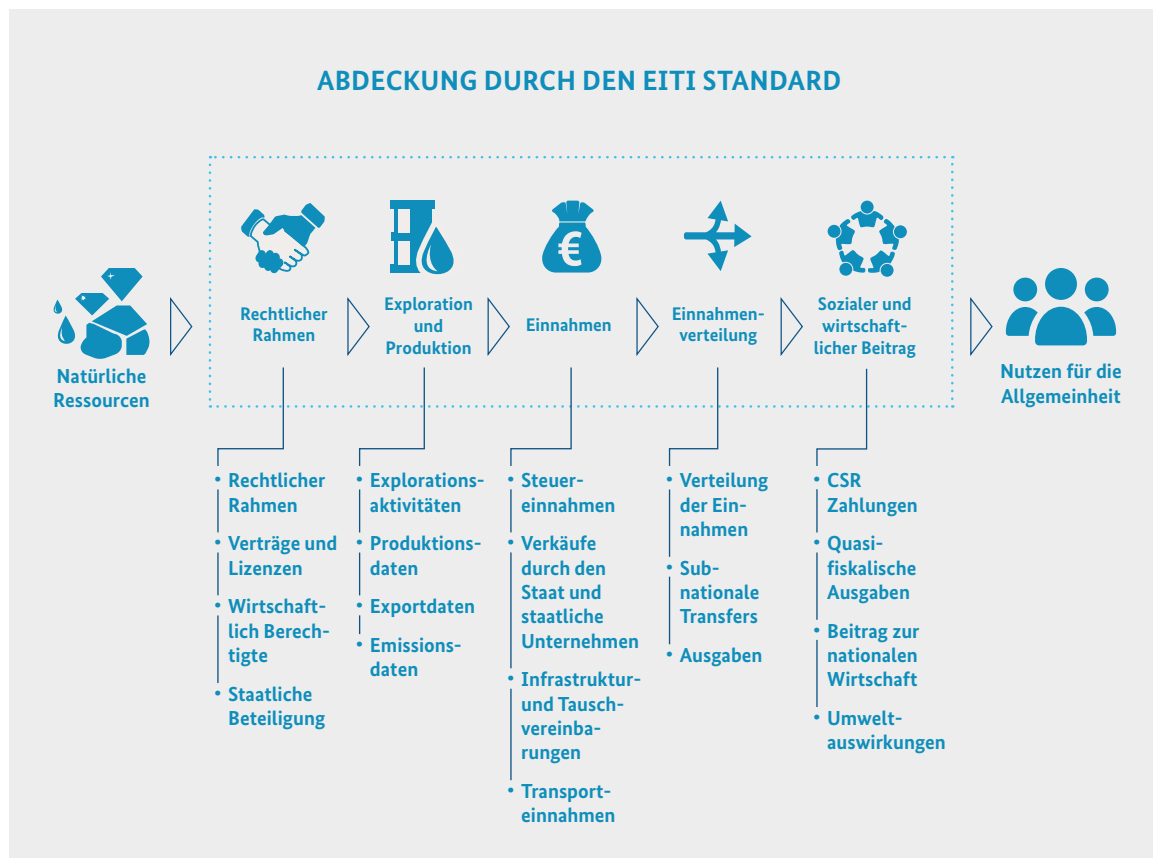 ABDECKUNG DURCH DEN EITI STANDARD
Natürliche
Ressourcen
Rechtlicher
Rahmen
Exploration
und
Produktion
€
Einnahmen
Einnahmen-
verteilung
Sozialer und
wirtschaft-
licher Beitrag
Nutzen für die
Allgemeinheit
• Rechtlicher
Rahmen
• Verträge und
Lizenzen
• Wirtschaft-
lich Berech-
tigte
• Staatliche
Beteiligung
• Explorations-
aktivitäten
• Produktions-
daten
• Exportdaten
• Emissions-
daten
• Steuer-
einnahmen
• Verkäufe
durch den
Staat und
staatliche
Unternehmen
• Infrastruktur-
und Tausch-
vereinba-
rungen
• Transport-
einnahmen
• Verteilung
der Ein-
nahmen
• Sub-
nationale
Transfers
• Ausgaben
• CSR
Zahlungen
• Quasi-
fiskalische
Ausgaben
• Beitrag zur
nationalen
Wirtschaft
• Umwelt-
auswirkungen